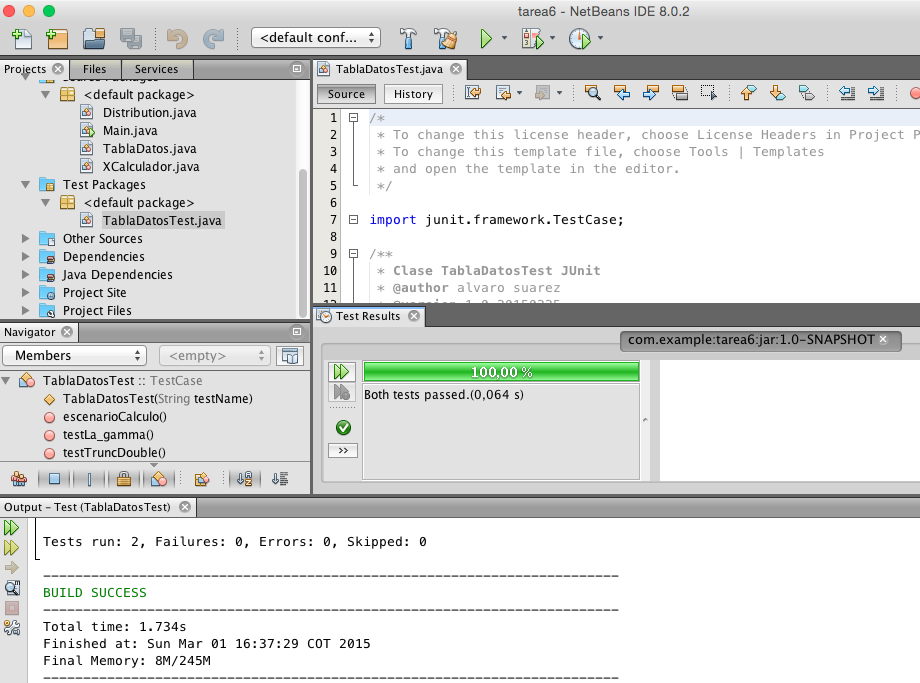 tarea6 - NetBeans IDE 8.0.2
<default conf...
Projects
Files
Services
Source Packages
<default package>
Distribution.java
Main.java
TablaDatos.java
XCalculador.java
Test Packages
<default package>
TablaDatosTest.java
Other Sources
Dependencies
Java Dependencies
Project Site
Project Files
TablaDatosTest.java
Source
History
1 /*
2 * To change this license header, choose License Headers in Project P
3 * To change this template file, choose Tools | Templates
4 * and open the template in the editor.
5 */
6
7 import junit.framework.TestCase;
8
9 /**
10 * Clase TablaDatosTest JUnit
11 * @author alvaro suarez
12 * @version 1.0 20150225
Navigator
Members
<empty>
TablaDatosTest :: TestCase
TablaDatosTest(String testName)
escenarioCalculo()
testLa_gamma()
testTruncDouble()
Test Results
com.example:tarea6:jar:1.0-SNAPSHOT
100,00 %
Both tests passed.(0,064 s)
>>
Output - Test (TablaDatosTest)
Tests run: 2, Failures: 0, Errors: 0, Skipped: 0
------------------------------------------------------------------------
BUILD SUCCESS
------------------------------------------------------------------------
Total time: 1.734s
Finished at: Sun Mar 01 16:37:29 COT 2015
Final Memory: 8M/245M
------------------------------------------------------------------------